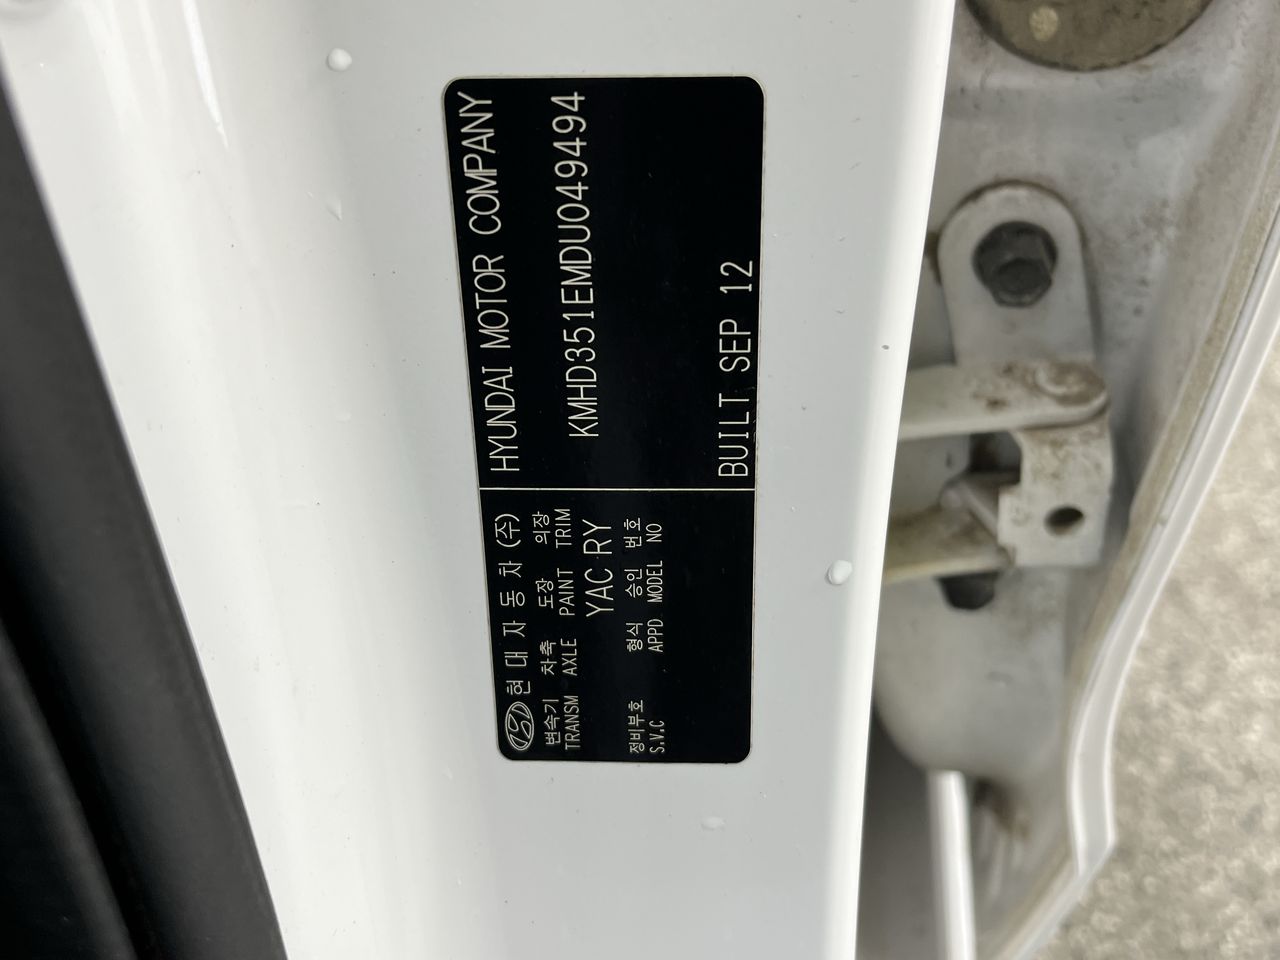 현대자동차(주)
HYUNDAI MOTOR COMPANY
변속기 차축 도장 의장
TRANSM AXLE PAINT TRIM
YAC RY
KMHD351EMDU049494
정비부호 형식 승인 번호
S.V.C APPD MODEL NO
BUILT SEP 12